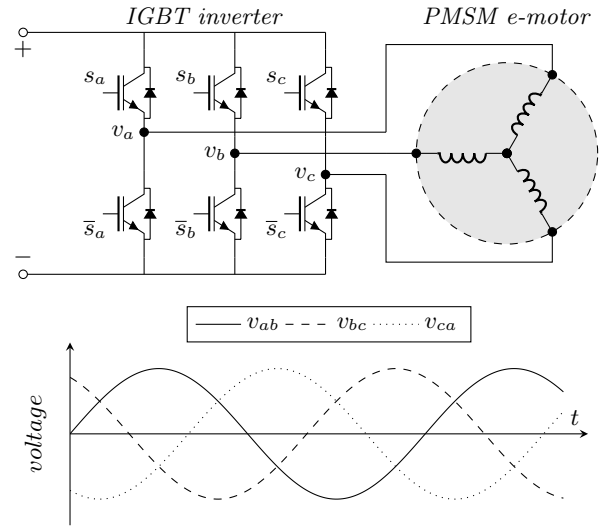 IGBT inverter PMSM e-motor
+
s_a s_b s_c
v_a
v_b
v_c
s̅_a s̅_b s̅_c
−
v_ab v_bc v_ca
voltage
t